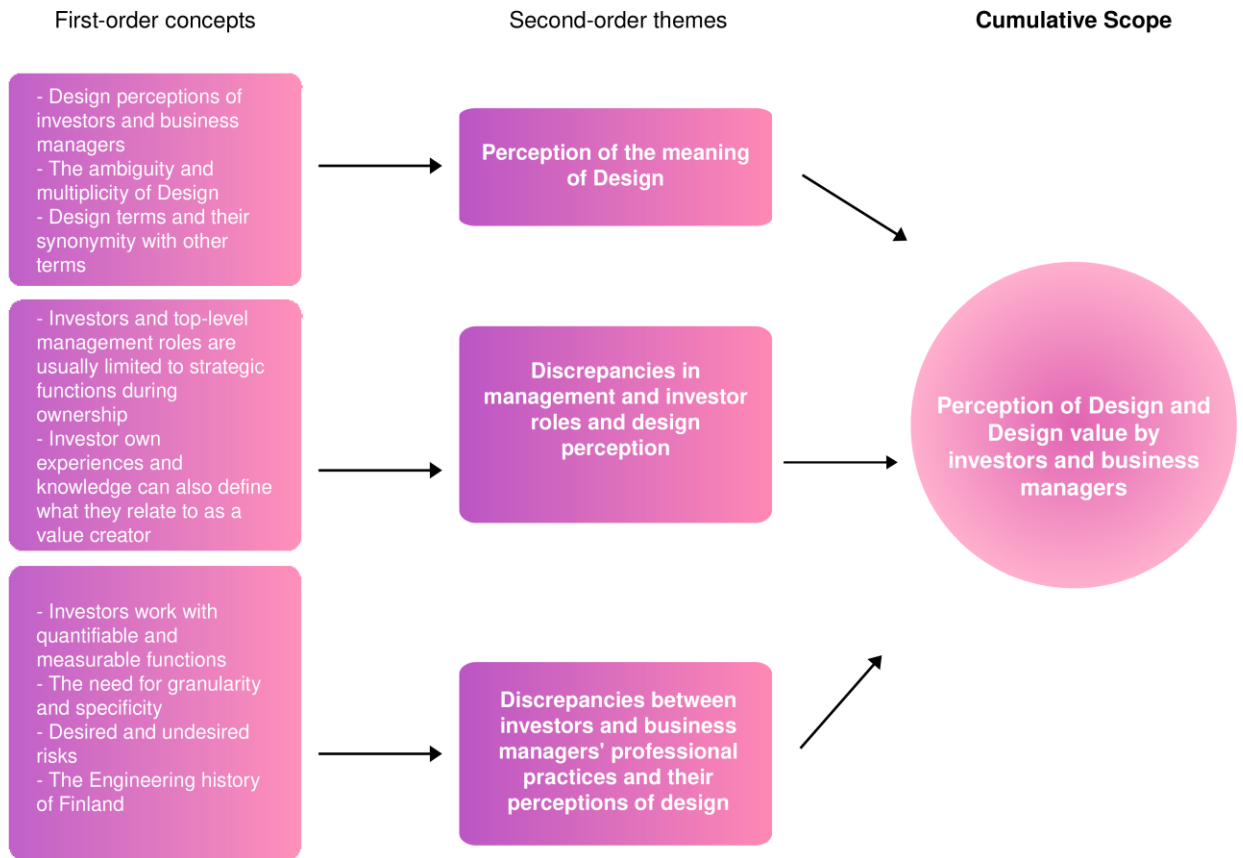 First-order concepts
Second-order themes
Cumulative Scope
- Design perceptions of
investors and business
managers
- The ambiguity and
multiplicity of Design
- Design terms and their
synonymity with other
terms
Perception of the meaning
of Design
- Investors and top-level
management roles are
usually limited to strategic
functions during
ownership
- Investor own
experiences and
knowledge can also define
what they relate to as a
value creator
Discrepancies in
management and investor
roles and design
perception
Perception of Design and
Design value by
investors and business
managers
- Investors work with
quantifiable and
measurable functions
- The need for granularity
and specificity
- Desired and undesired
risks
- The Engineering history
of Finland
Discrepancies between
investors and business
managers' professional
practices and their
perceptions of design